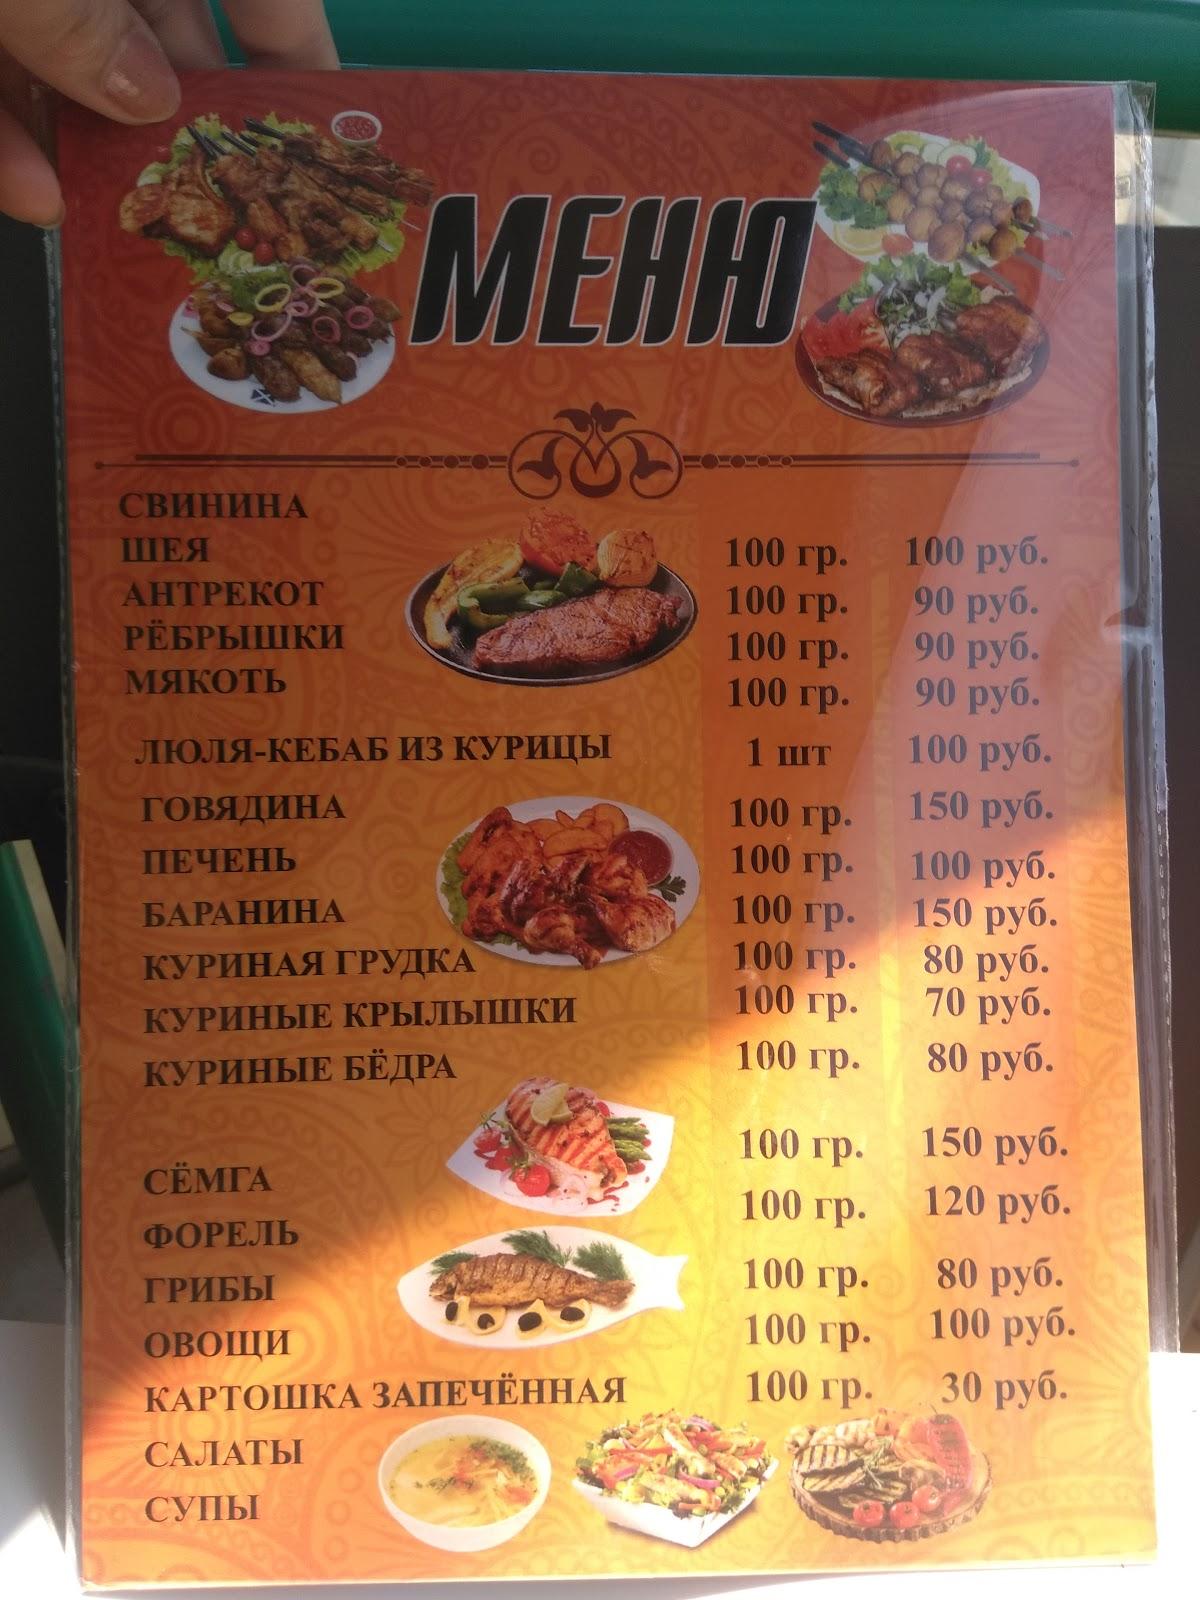 МЕНЮ
СВИНИНА
ШЕЯ 100 гр. 100 руб.
АНТРЕКОТ 100 гр. 90 руб.
РЁБРЫШКИ 100 гр. 90 руб.
МЯКОТЬ 100 гр. 90 руб.
ЛЮЛЯ-КЕБАБ ИЗ КУРИЦЫ 1 шт 100 руб.
ГОВЯДИНА 100 гр. 150 руб.
ПЕЧЕНЬ 100 гр. 100 руб.
БАРАНИНА 100 гр. 150 руб.
КУРИНАЯ ГРУДКА 100 гр. 80 руб.
КУРИНЫЕ КРЫЛЫШКИ 100 гр. 70 руб.
КУРИНЫЕ БЁДРА 100 гр. 80 руб.
СЁМГА 100 гр. 150 руб.
ФОРЕЛЬ 100 гр. 120 руб.
ГРИБЫ 100 гр. 80 руб.
ОВОЩИ 100 гр. 100 руб.
КАРТОШКА ЗАПЕЧЁННАЯ 100 гр. 30 руб.
САЛАТЫ
СУПЫ